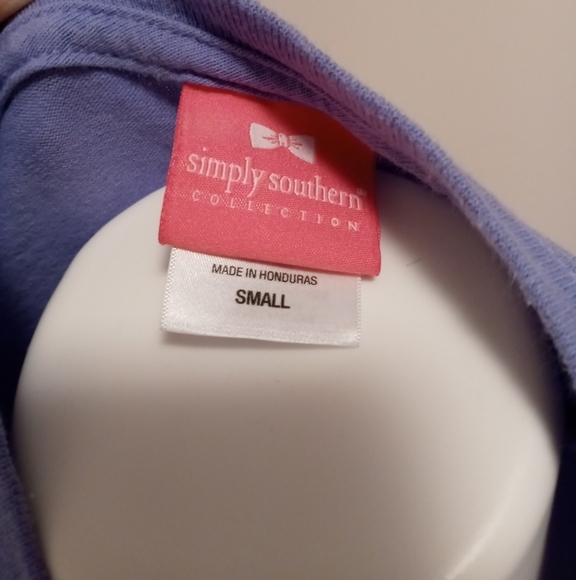 simply southern®
COLLECTION
MADE IN HONDURAS
SMALL